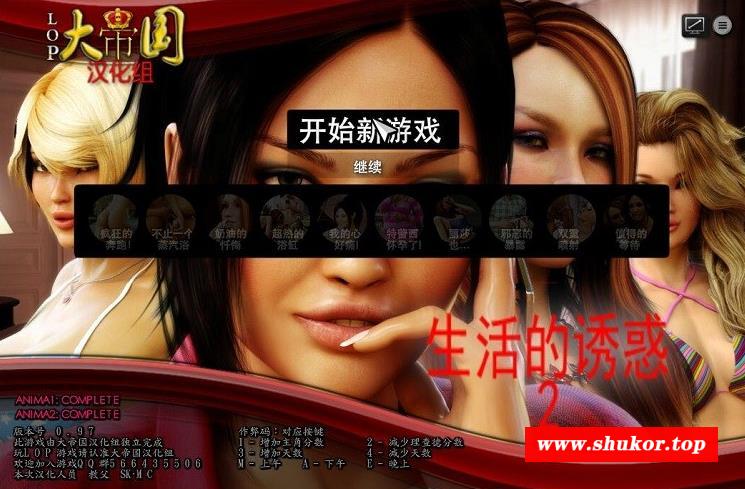 LOP 大帝国
汉化组
开始新游戏
继续
疯狂的 不止一个 奶油的 超热的 我的心 特蕾西 丽莎 邪恶的 双重 值得的
奔跑! 蒸汽浴 忏悔 浴缸 好痛! 怀孕了! 也... 暴露 喷射 等待
生活的诱惑
2
ANIMA1: COMPLETE
ANIMA2: COMPLETE
版本号 0.97 作弊码: 对应按键
此游戏由大帝国汉化组独立完成 1 - 增加主角分数 2 - 减少理查德分数
玩LOP游戏请认准大帝国汉化组 3 - 增加天数 4 - 减少天数
欢迎加入游戏QQ群566435506 M - 上午 A - 下午 E - 晚上
本次汉化人员 教父 SK·M·C
www.shukor.top